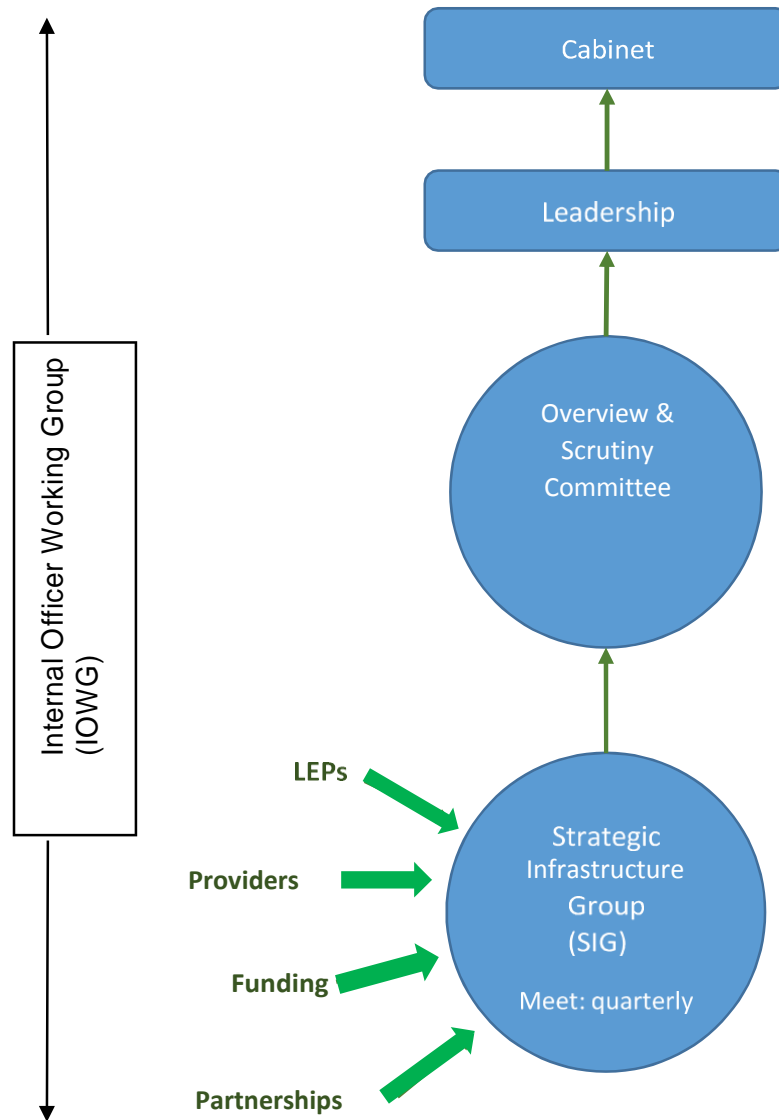 Cabinet
Leadership
Overview &
Scrutiny
Committee
Internal Officer Working Group
(IOWG)
LEPs
Providers
Funding
Partnerships
Strategic
Infrastructure
Group
(SIG)
Meet: quarterly